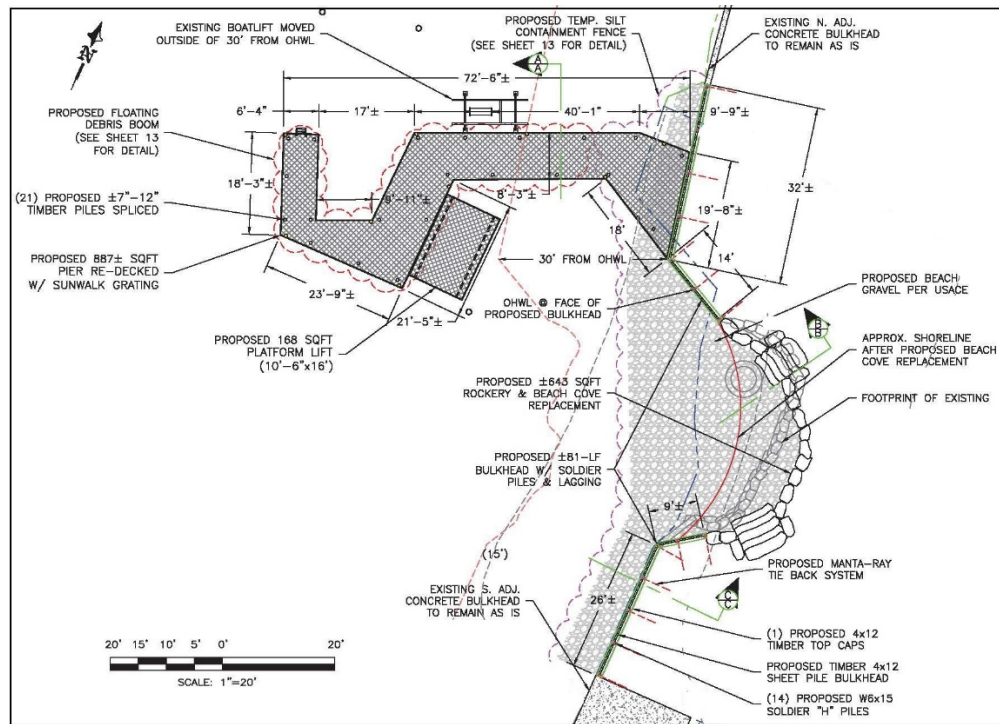 EXISTING BOATLIFT MOVED
OUTSIDE OF 30' FROM OHWL
PROPOSED TEMP. SILT
CONTAINMENT FENCE
(SEE SHEET 13 FOR DETAIL)
EXISTING N. ADJ.
CONCRETE BULKHEAD
TO REMAIN AS IS
N
A
A
72'-6"±
6'-4"
17'±
40'-1"
9'-9"±
PROPOSED FLOATING
DEBRIS BOOM
(SEE SHEET 13
FOR DETAIL)
18'-3"±
(21) PROPOSED ±7"-12"
TIMBER PILES SPLICED
9'-11"±
8'-3"±
32'±
19'-8"±
18'
14'
30' FROM OHWL
PROPOSED 887± SQFT
PIER RE-DECKED
W/ SUNWALK GRATING
23'-9"±
21'-5"±
OHWL @ FACE OF
PROPOSED BULKHEAD
PROPOSED BEACH
GRAVEL PER USACE
PROPOSED 168 SQFT
PLATFORM LIFT
(10'-6"x16')
B
B
APPROX. SHORELINE
AFTER PROPOSED BEACH
COVE REPLACEMENT
PROPOSED ±643 SQFT
ROCKERY & BEACH COVE
REPLACEMENT
FOOTPRINT OF EXISTING
PROPOSED ±81-LF
BULKHEAD W/ SOLDIER
PILES & LAGGING
9'±
(15')
PROPOSED MANTA-RAY
TIE BACK SYSTEM
EXISTING S. ADJ.
CONCRETE BULKHEAD
TO REMAIN AS IS
26'±
C
C
(1) PROPOSED 4x12
TIMBER TOP CAPS
PROPOSED TIMBER 4x12
SHEET PILE BULKHEAD
(14) PROPOSED W6x15
SOLDIER "H" PILES
20' 15' 10' 5' 0' 20'
SCALE: 1"=20'